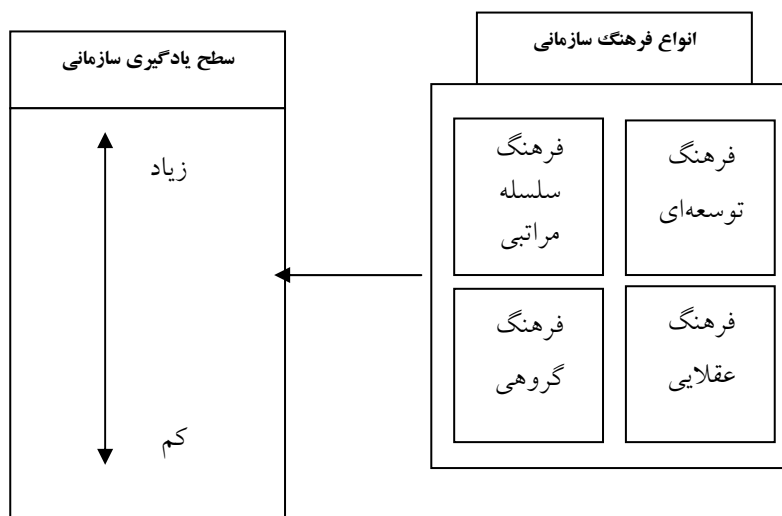 انواع فرهنگ سازمانی
فرهنگ
توسعه‌ای
فرهنگ
سلسله
مراتبی
فرهنگ
عقلایی
فرهنگ
گروهی
سطح یادگیری سازمانی
زیاد
کم